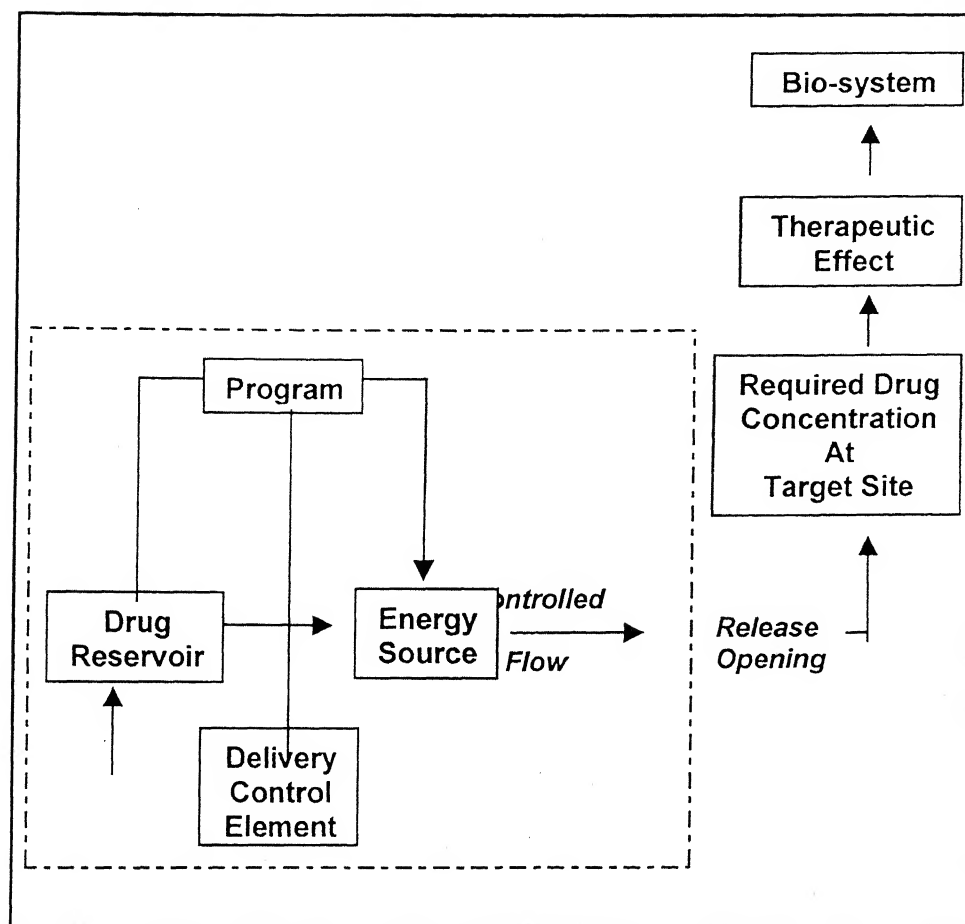 Bio-system
Therapeutic
Effect
Program
Required Drug
Concentration
At
Target Site
Drug
Reservoir
Energy
Source
ontrolled
Flow
Release
Opening
Delivery
Control
Element